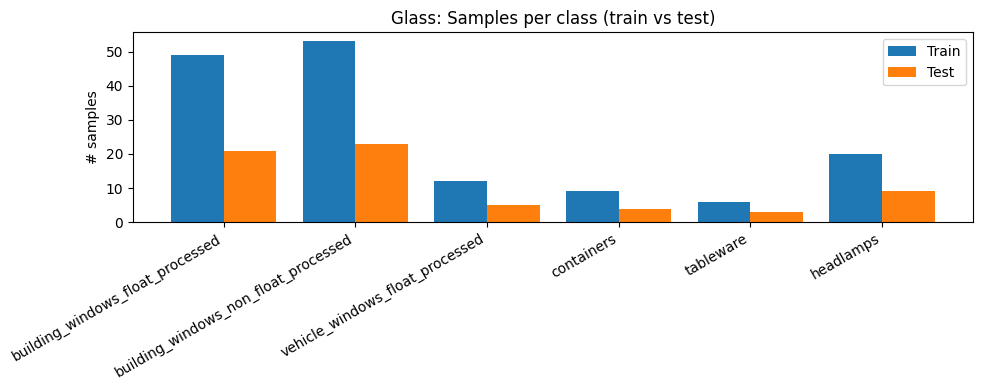 Glass: Samples per class (train vs test)
Train
Test
# samples
50
40
30
20
10
0
building_windows_float_processed
building_windows_non_float_processed
vehicle_windows_float_processed
containers
tableware
headlamps